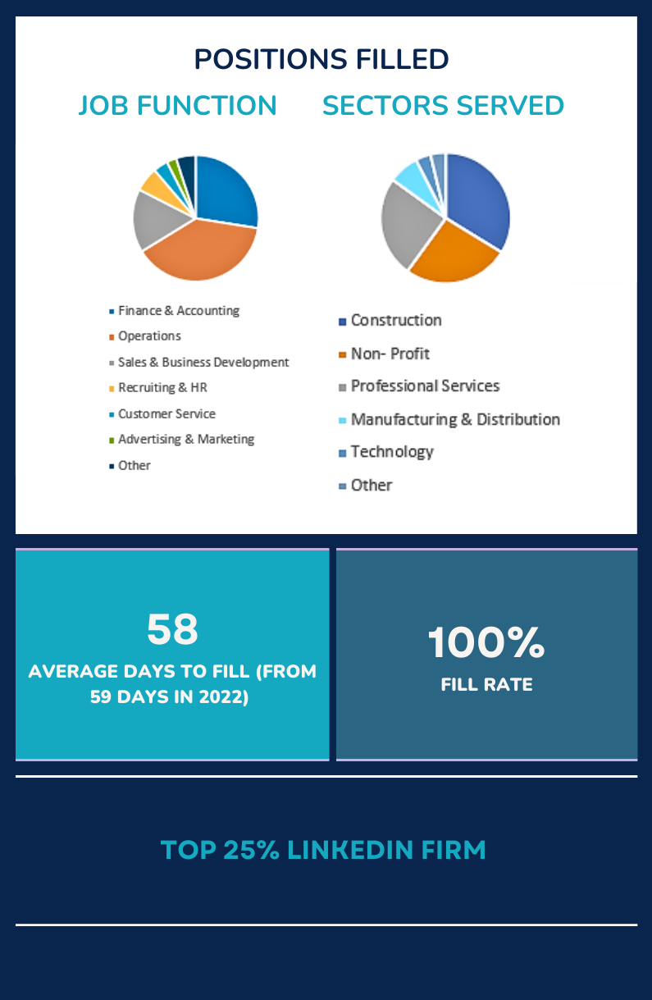 POSITIONS FILLED
JOB FUNCTION
SECTORS SERVED
Finance & Accounting
Operations
Sales & Business Development
Recruiting & HR
Customer Service
Advertising & Marketing
Other
Construction
Non- Profit
Professional Services
Manufacturing & Distribution
Technology
Other
58
AVERAGE DAYS TO FILL (FROM
59 DAYS IN 2022)
100%
FILL RATE
TOP 25% LINKEDIN FIRM